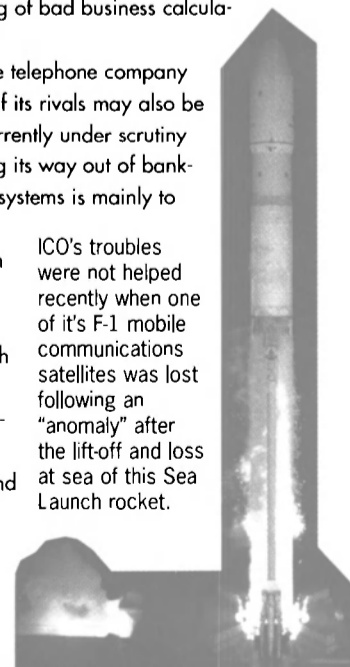 g of bad business calcula-
e telephone company
f its rivals may also be
rrently under scrutiny
g its way out of bank-
systems is mainly to
ICO's troubles
were not helped
recently when one
of it's F-1 mobile
communications
satellites was lost
following an
"anomaly" after
the lift-off and loss
at sea of this Sea
Launch rocket.